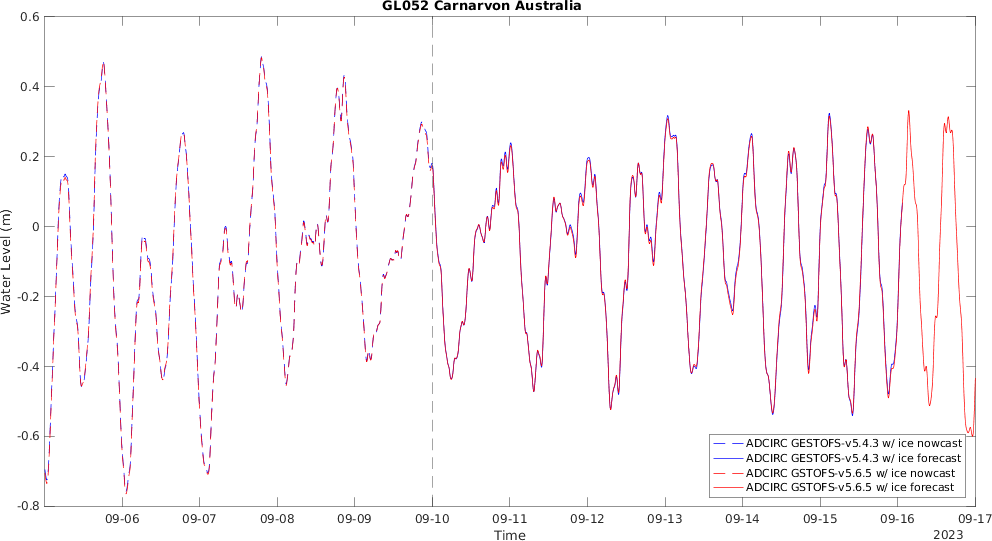 GL052 Carnarvon Australia
0.6
0.4
0.2
0
-0.2
-0.4
-0.6
-0.8
Water Level (m)
ADCIRC GESTOFS-v5.4.3 w/ ice nowcast
ADCIRC GESTOFS-v5.4.3 w/ ice forecast
ADCIRC GSTOFS-v5.6.5 w/ ice nowcast
ADCIRC GSTOFS-v5.6.5 w/ ice forecast
09-06 09-07 09-08 09-09 09-10 09-11 09-12 09-13 09-14 09-15 09-16 09-17
Time
2023